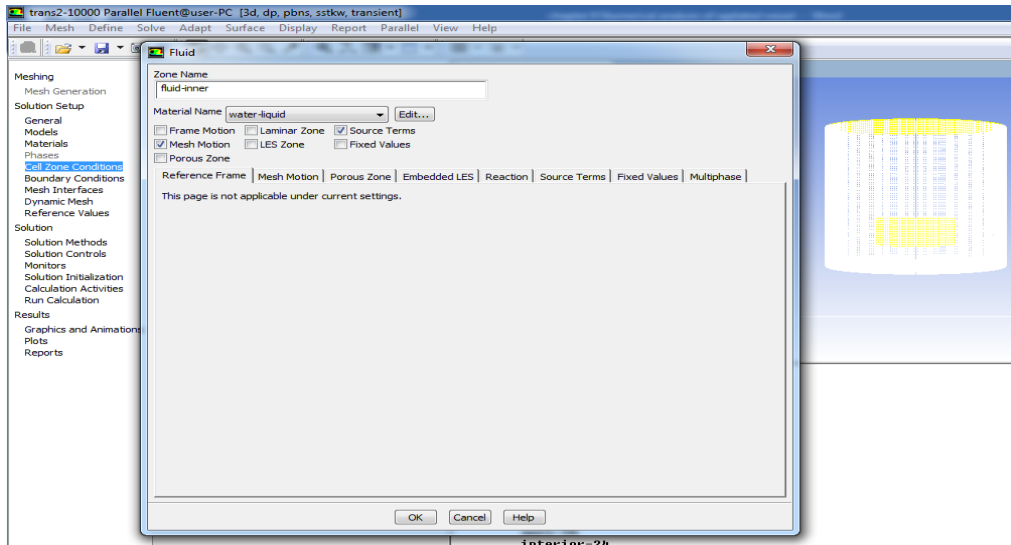 trans2-10000 Parallel Fluent@user-PC [3d, dp, pbns, sstkw, transient]
File Mesh Define Solve Adapt Surface Display Report Parallel View Help
Fluid
Meshing
Mesh Generation
Solution Setup
General
Models
Materials
Phases
Cell Zone Conditions
Boundary Conditions
Mesh Interfaces
Dynamic Mesh
Reference Values
Solution
Solution Methods
Solution Controls
Monitors
Solution Initialization
Calculation Activities
Run Calculation
Results
Graphics and Animations
Plots
Reports
Zone Name
fluid-inner
Material Name water-liquid Edit...
Frame Motion Laminar Zone Source Terms
Mesh Motion LES Zone Fixed Values
Porous Zone
Reference Frame Mesh Motion Porous Zone Embedded LES Reaction Source Terms Fixed Values Multiphase
This page is not applicable under current settings.
OK Cancel Help
interior-24